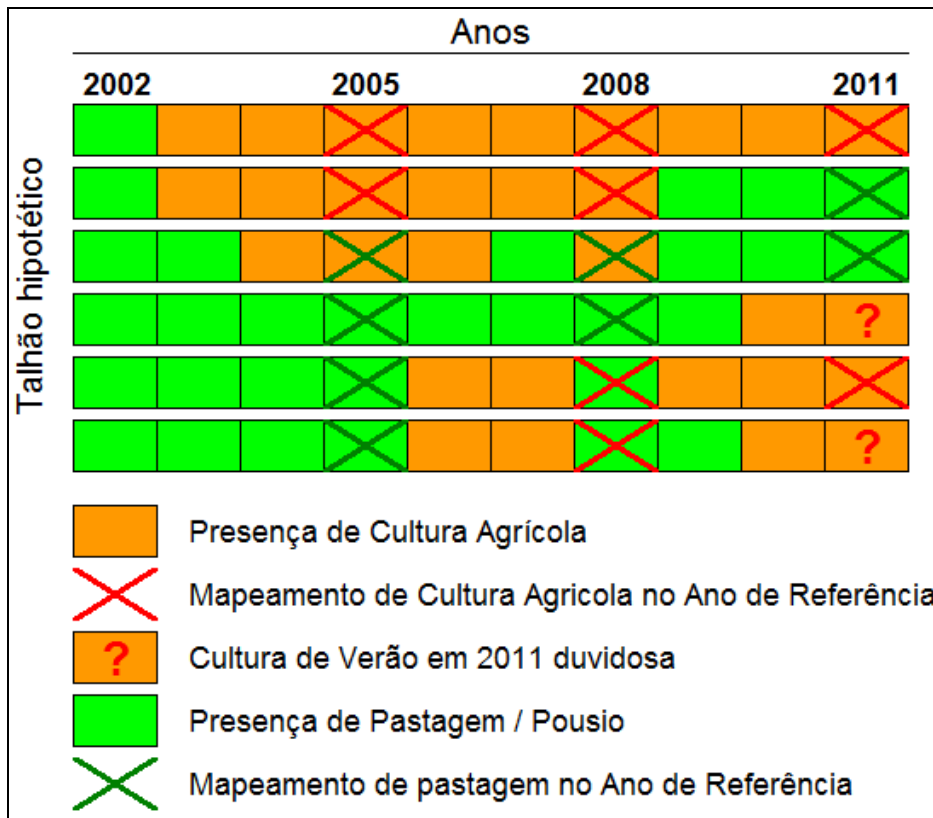 Anos
2002 2005 2008 2011
Talhão hipotético
?
?
Presença de Cultura Agrícola
Mapeamento de Cultura Agricola no Ano de Referência
? Cultura de Verão em 2011 duvidosa
Presença de Pastagem / Pousio
Mapeamento de pastagem no Ano de Referência